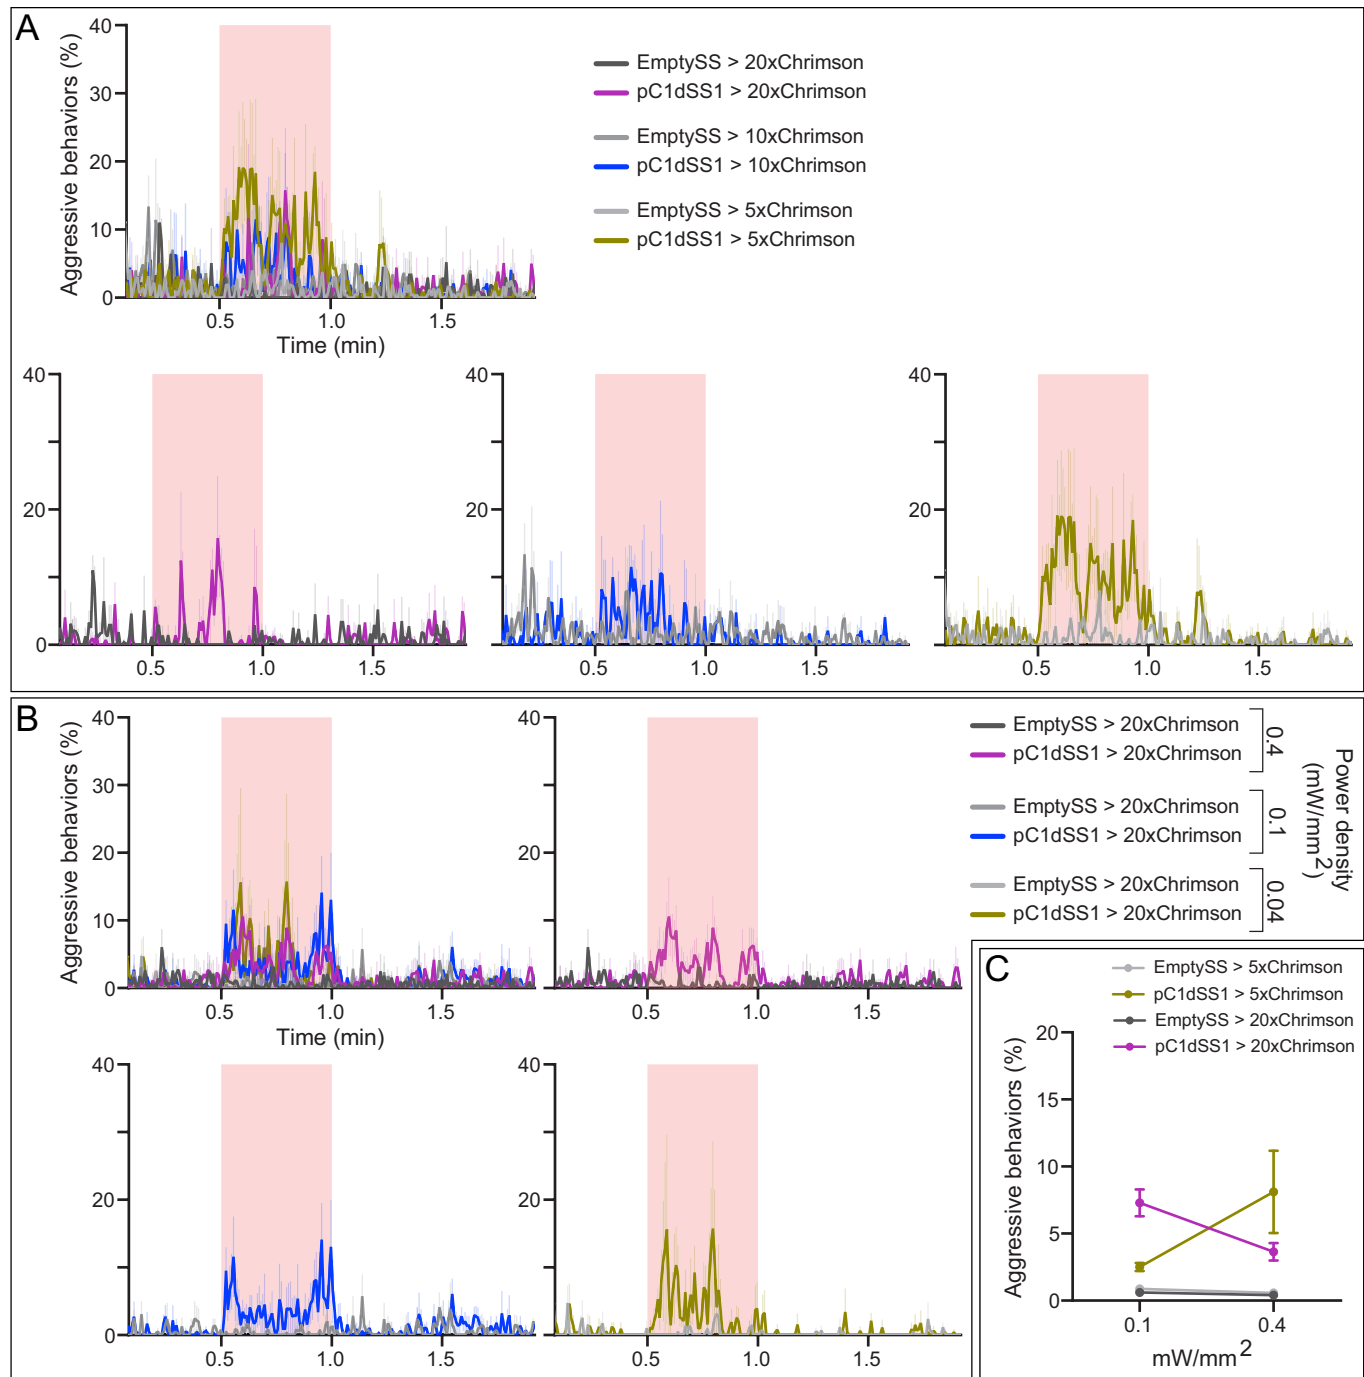 A
Aggressive behaviors (%)
40
30
20
10
0
0.5
1.0
1.5
Time (min)
EmptySS > 20xChrimson
pC1dSS1 > 20xChrimson
EmptySS > 10xChrimson
pC1dSS1 > 10xChrimson
EmptySS > 5xChrimson
pC1dSS1 > 5xChrimson
40
20
0
0.5
1.0
1.5
40
20
0
0.5
1.0
1.5
40
20
0
0.5
1.0
1.5
B
Aggressive behaviors (%)
40
30
20
10
0
0.5
1.0
1.5
Time (min)
40
20
0
0.5
1.0
1.5
EmptySS > 20xChrimson
pC1dSS1 > 20xChrimson
0.4
EmptySS > 20xChrimson
pC1dSS1 > 20xChrimson
0.1
EmptySS > 20xChrimson
pC1dSS1 > 20xChrimson
0.04
Power density
(mW/mm2)
40
20
0
0.5
1.0
1.5
40
20
0
0.5
1.0
1.5
C
EmptySS > 5xChrimson
pC1dSS1 > 5xChrimson
EmptySS > 20xChrimson
pC1dSS1 > 20xChrimson
Aggressive behaviors (%)
20
15
10
5
0
0.1
0.4
mW/mm2